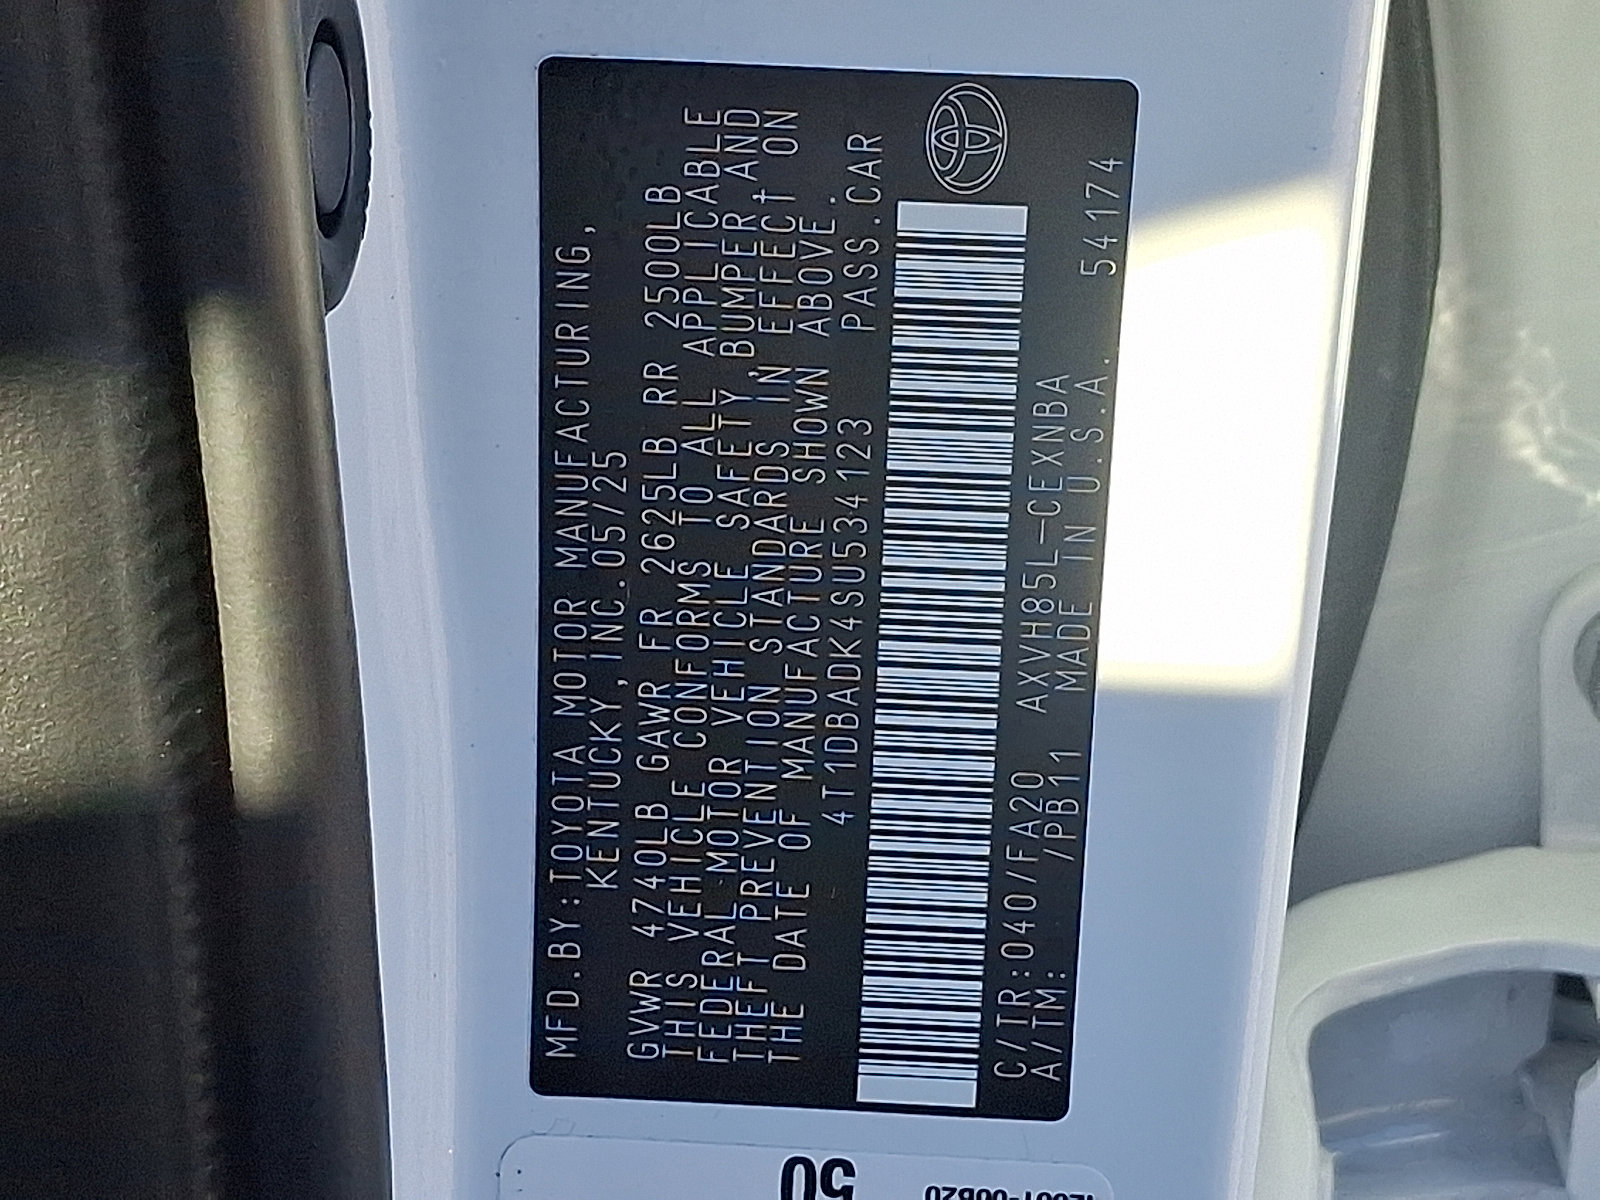 MFD.BY:TOYOTA MOTOR MANUFACTURING,
KENTUCKY,INC.05/25
GVWR 4740LB GAWR FR 2625LB RR 2500LB
THIS VEHICLE CONFORMS TO ALL APPLICABLE
FEDERAL MOTOR VEHICLE SAFETY,BUMPER AND
THEFT PREVENTION STANDARDS IN EFFECT ON
THE DATE OF MANUFACTURE SHOWN ABOVE.
4T1DBADK4SU534123 PASS.CAR
C/TR:040/FA20 AXVH85L-CEXNBA
A/TM: /PB11 MADE IN U.S.A. 54174
50